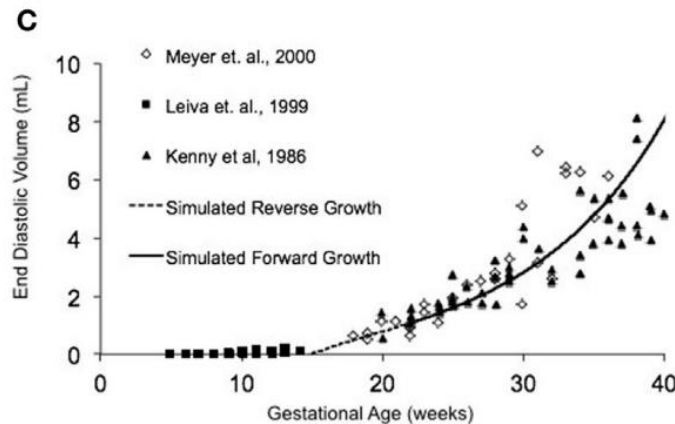 C
Meyer et. al., 2000
Leiva et. al., 1999
Kenny et al, 1986
Simulated Reverse Growth
Simulated Forward Growth
End Diastolic Volume (mL)
10
8
6
4
2
0
0 10 20 30 40
Gestational Age (weeks)